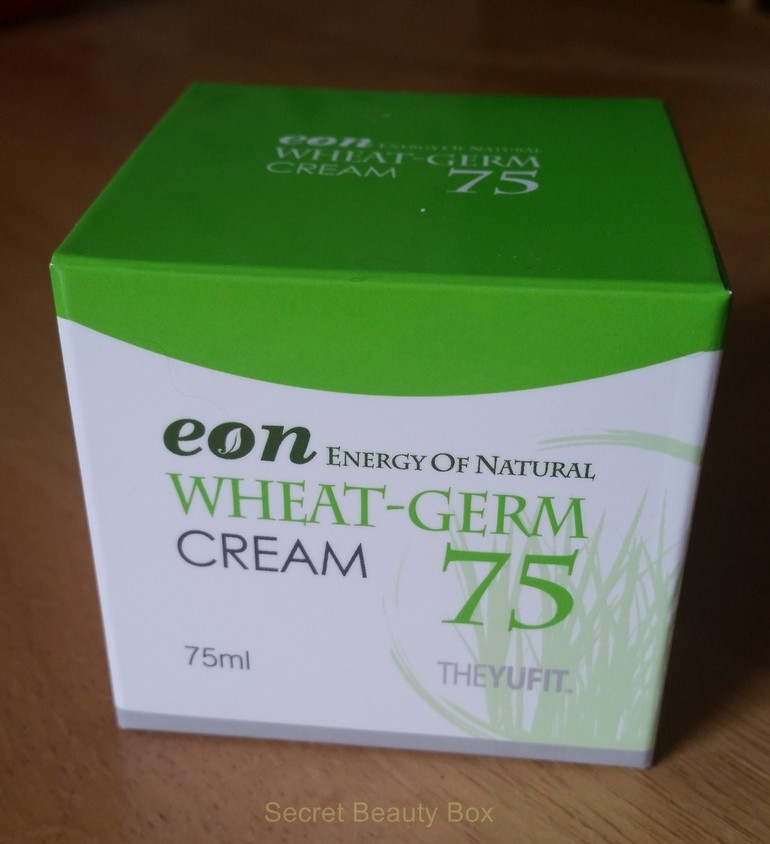 eon ENERGY OF NATURAL
WHEAT-GERM
CREAM 75
eon ENERGY OF NATURAL
WHEAT-GERM
CREAM 75
75ml
THEYUFIT™
Secret Beauty Box